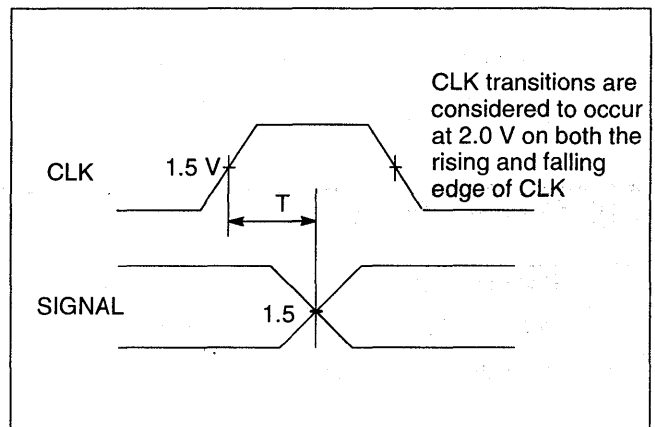 CLK transitions are
considered to occur
at 2.0 V on both the
rising and falling
edge of CLK
CLK
1.5 V
T
SIGNAL
1.5